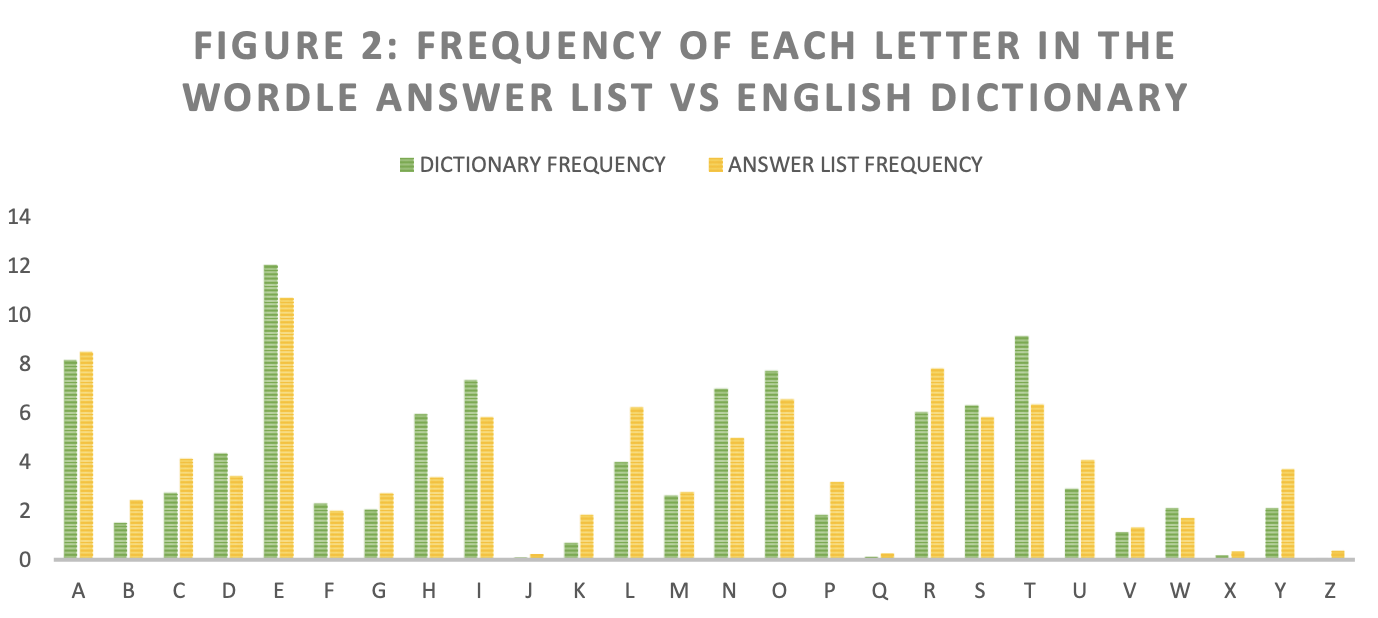 FIGURE 2: FREQUENCY OF EACH LETTER IN THE
WORDLE ANSWER LIST VS ENGLISH DICTIONARY
DICTIONARY FREQUENCY ANSWER LIST FREQUENCY
14
12
10
8
6
4
2
0
A B C D E F G H I J K L M N O P Q R S T U V W X Y Z